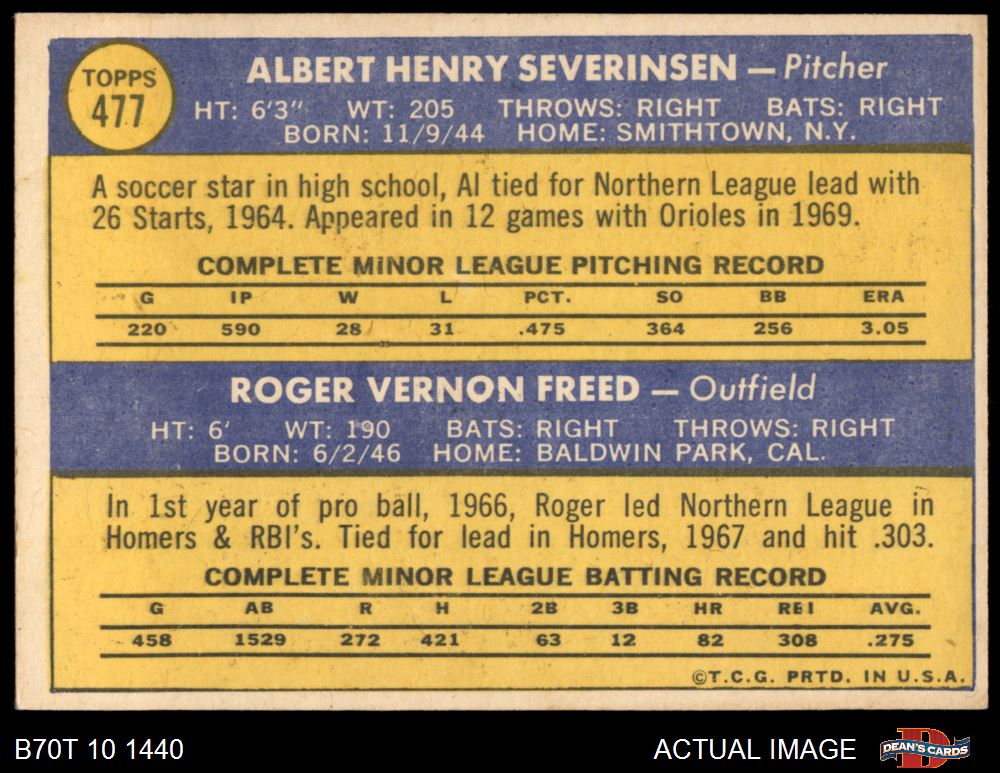 TOPPS
477
ALBERT HENRY SEVERINSEN — Pitcher
HT: 6'3" WT: 205 THROWS: RIGHT BATS: RIGHT
BORN: 11/9/44 HOME: SMITHTOWN, N.Y.
A soccer star in high school, Al tied for Northern League lead with
26 Starts, 1964. Appeared in 12 games with Orioles in 1969.
COMPLETE MINOR LEAGUE PITCHING RECORD
G IP W L PCT. SO BB ERA
220 590 28 31 .475 364 256 3.05
ROGER VERNON FREED — Outfield
HT: 6' WT: 190 BATS: RIGHT THROWS: RIGHT
BORN: 6/2/46 HOME: BALDWIN PARK, CAL.
In 1st year of pro ball, 1966, Roger led Northern League in
Homers & RBI's. Tied for lead in Homers, 1967 and hit .303.
COMPLETE MINOR LEAGUE BATTING RECORD
G AB R H 2B 3B HR RBI AVG.
458 1529 272 421 63 12 82 308 .275
©T.C.G. PRTD. IN U.S.A.
B70T 10 1440 ACTUAL IMAGE DEAN'S CARDS